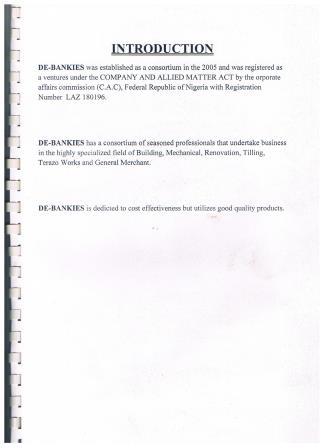 INTRODUCTION
DE-BANKIES was established as a consortium in the 2005 and was registered as
a ventures under the COMPANY AND ALLIED MATTER ACT by the orporate
affairs commission (C.A.C), Federal Republic of Nigeria with Registration
Number LAZ 180196.
DE-BANKIES has a consortium of seasoned professionals that undertake business
in the highly specialized field of Building, Mechanical, Renovation, Tilling,
Terazo Works and General Merchant.
DE-BANKIES is dedicted to cost effectiveness but utilizes good quality products.